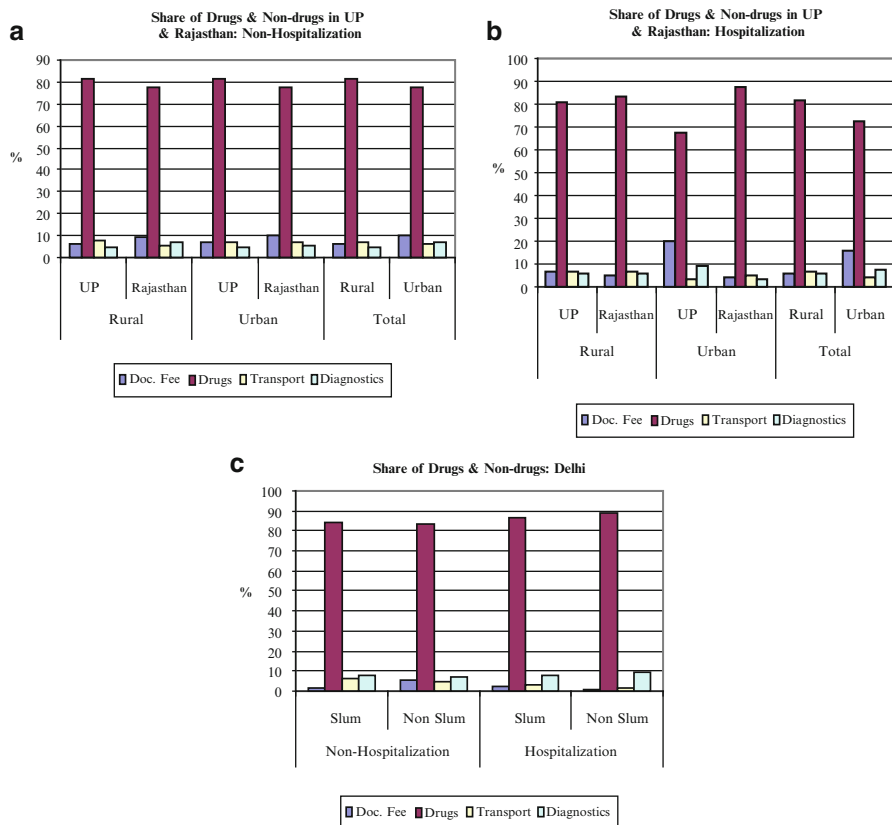 a
Share of Drugs & Non-drugs in UP
& Rajasthan: Non-Hospitalization
90
80
70
60
50
40
30
20
10
0
%
UP Rajasthan UP Rajasthan Rural Urban
Rural Urban Total
Doc. Fee Drugs Transport Diagnostics
b
Share of Drugs & Non-drugs in UP
& Rajasthan: Hospitalization
100
90
80
70
60
50
40
30
20
10
0
%
UP Rajasthan UP Rajasthan Rural Urban
Rural Urban Total
Doc. Fee Drugs Transport Diagnostics
c
Share of Drugs & Non-drugs: Delhi
100
90
80
70
60
50
40
30
20
10
0
%
Slum Non Slum Slum Non Slum
Non-Hospitalization Hospitalization
Doc. Fee Drugs Transport Diagnostics